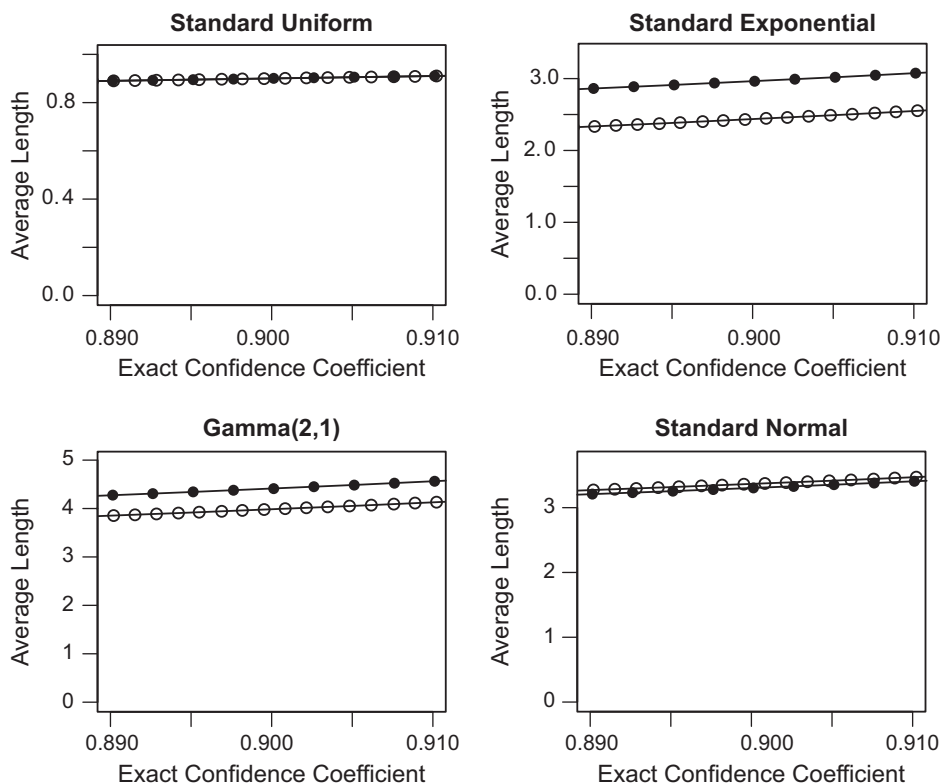 Standard Uniform
Average Length
0.8
0.4
0.0
0.890
0.900
0.910
Exact Confidence Coefficient
Standard Exponential
Average Length
3.0
2.0
1.0
0.0
0.890
0.900
0.910
Exact Confidence Coefficient
Gamma(2,1)
Average Length
5
4
3
2
1
0
0.890
0.900
0.910
Exact Confidence Coefficient
Standard Normal
Average Length
3
2
1
0
0.890
0.900
0.910
Exact Confidence Coefficient